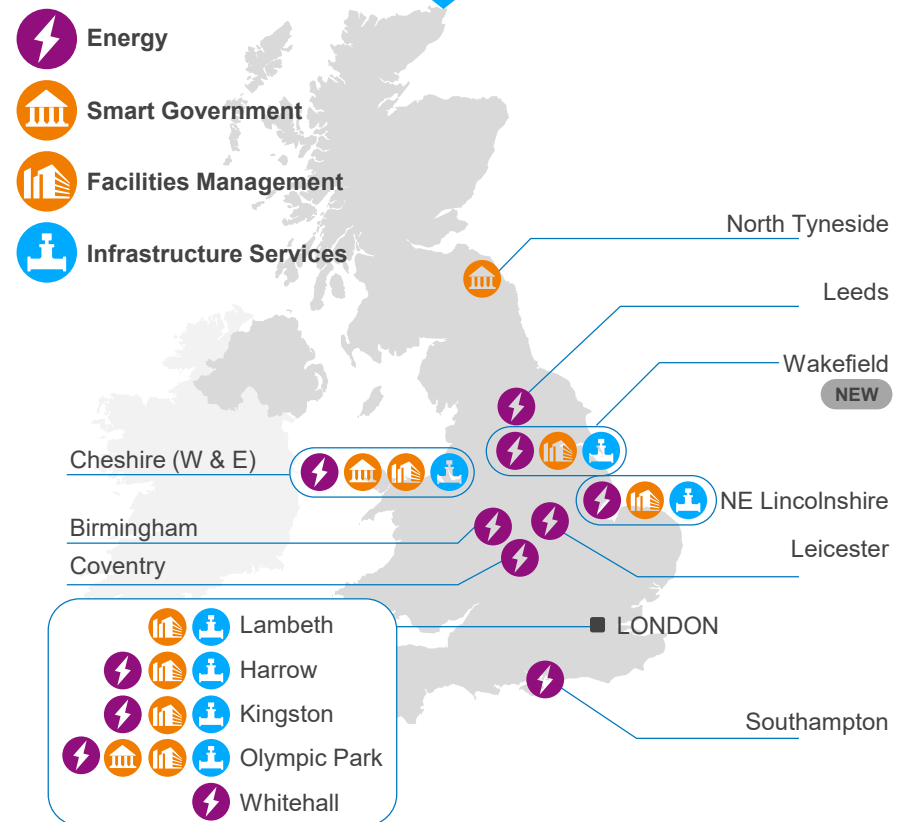 Energy
Smart Government
Facilities Management
Infrastructure Services
North Tyneside
Leeds
Wakefield
NEW
Cheshire (W & E)
NE Lincolnshire
Birmingham
Leicester
Coventry
Lambeth
LONDON
Harrow
Kingston
Southampton
Olympic Park
Whitehall